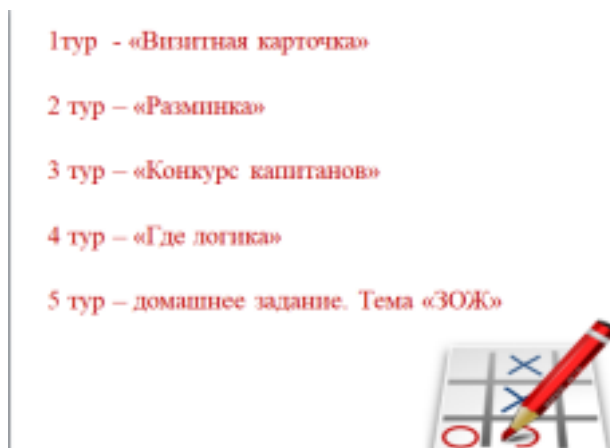 1тур - «Визитная карточка»
2 тур – «Разминка»
3 тур – «Конкурс капитанов»
4 тур – «Где логика»
5 тур – домашнее задание. Тема «ЗОЖ»